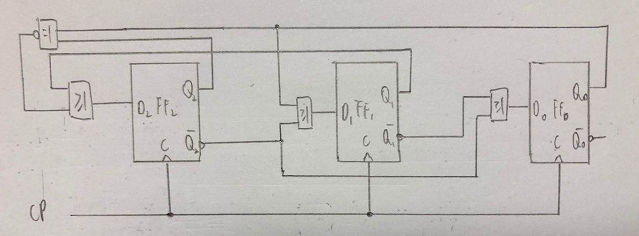 =1
≥1
D₂ FF₂
Q₂
C
Q̄₂
≥1
D₁ FF₁
Q₁
C
Q̄₁
≥1
D₀ FF₀
Q₀
C
Q̄₀
CP